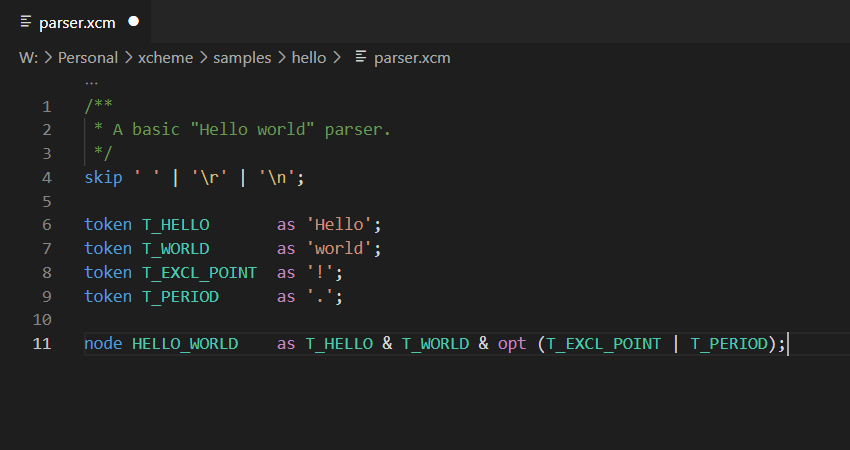 parser.xcm
W: > Personal > xcheme > samples > hello > parser.xcm
...
1 /**
2  * A basic "Hello world" parser.
3  */
4 skip ' ' | '\r' | '\n';
5
6 token T_HELLO       as 'Hello';
7 token T_WORLD       as 'world';
8 token T_EXCL_POINT  as '!';
9 token T_PERIOD      as '.';
10
11 node HELLO_WORLD    as T_HELLO & T_WORLD & opt (T_EXCL_POINT | T_PERIOD);